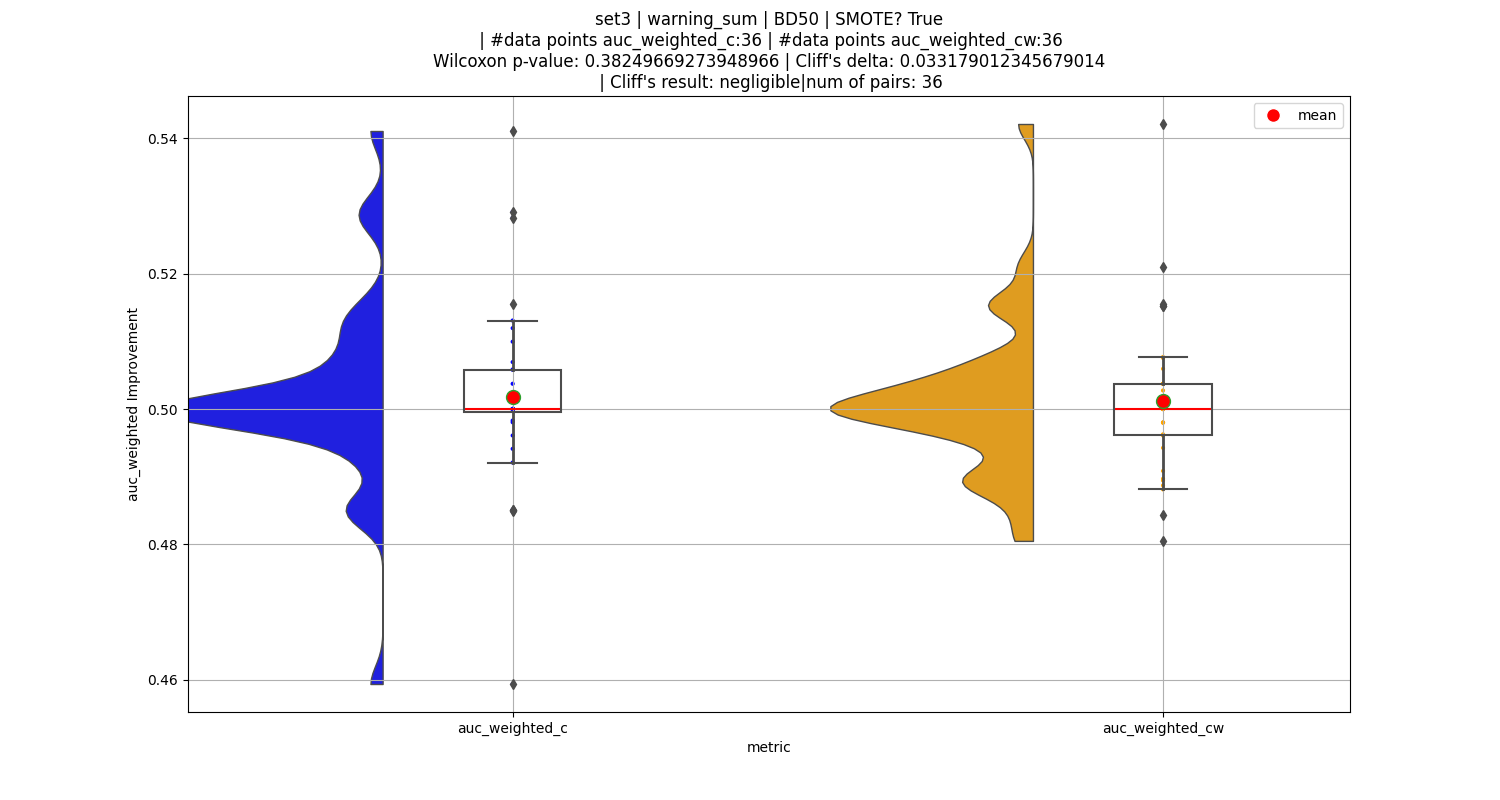 set3 | warning_sum | BD50 | SMOTE? True
| #data points auc_weighted_c:36 | #data points auc_weighted_cw:36
Wilcoxon p-value: 0.38249669273948966 | Cliff's delta: 0.033179012345679014
| Cliff's result: negligible|num of pairs: 36
mean
0.54
0.52
0.50
0.48
0.46
auc_weighted Improvement
auc_weighted_c
auc_weighted_cw
metric